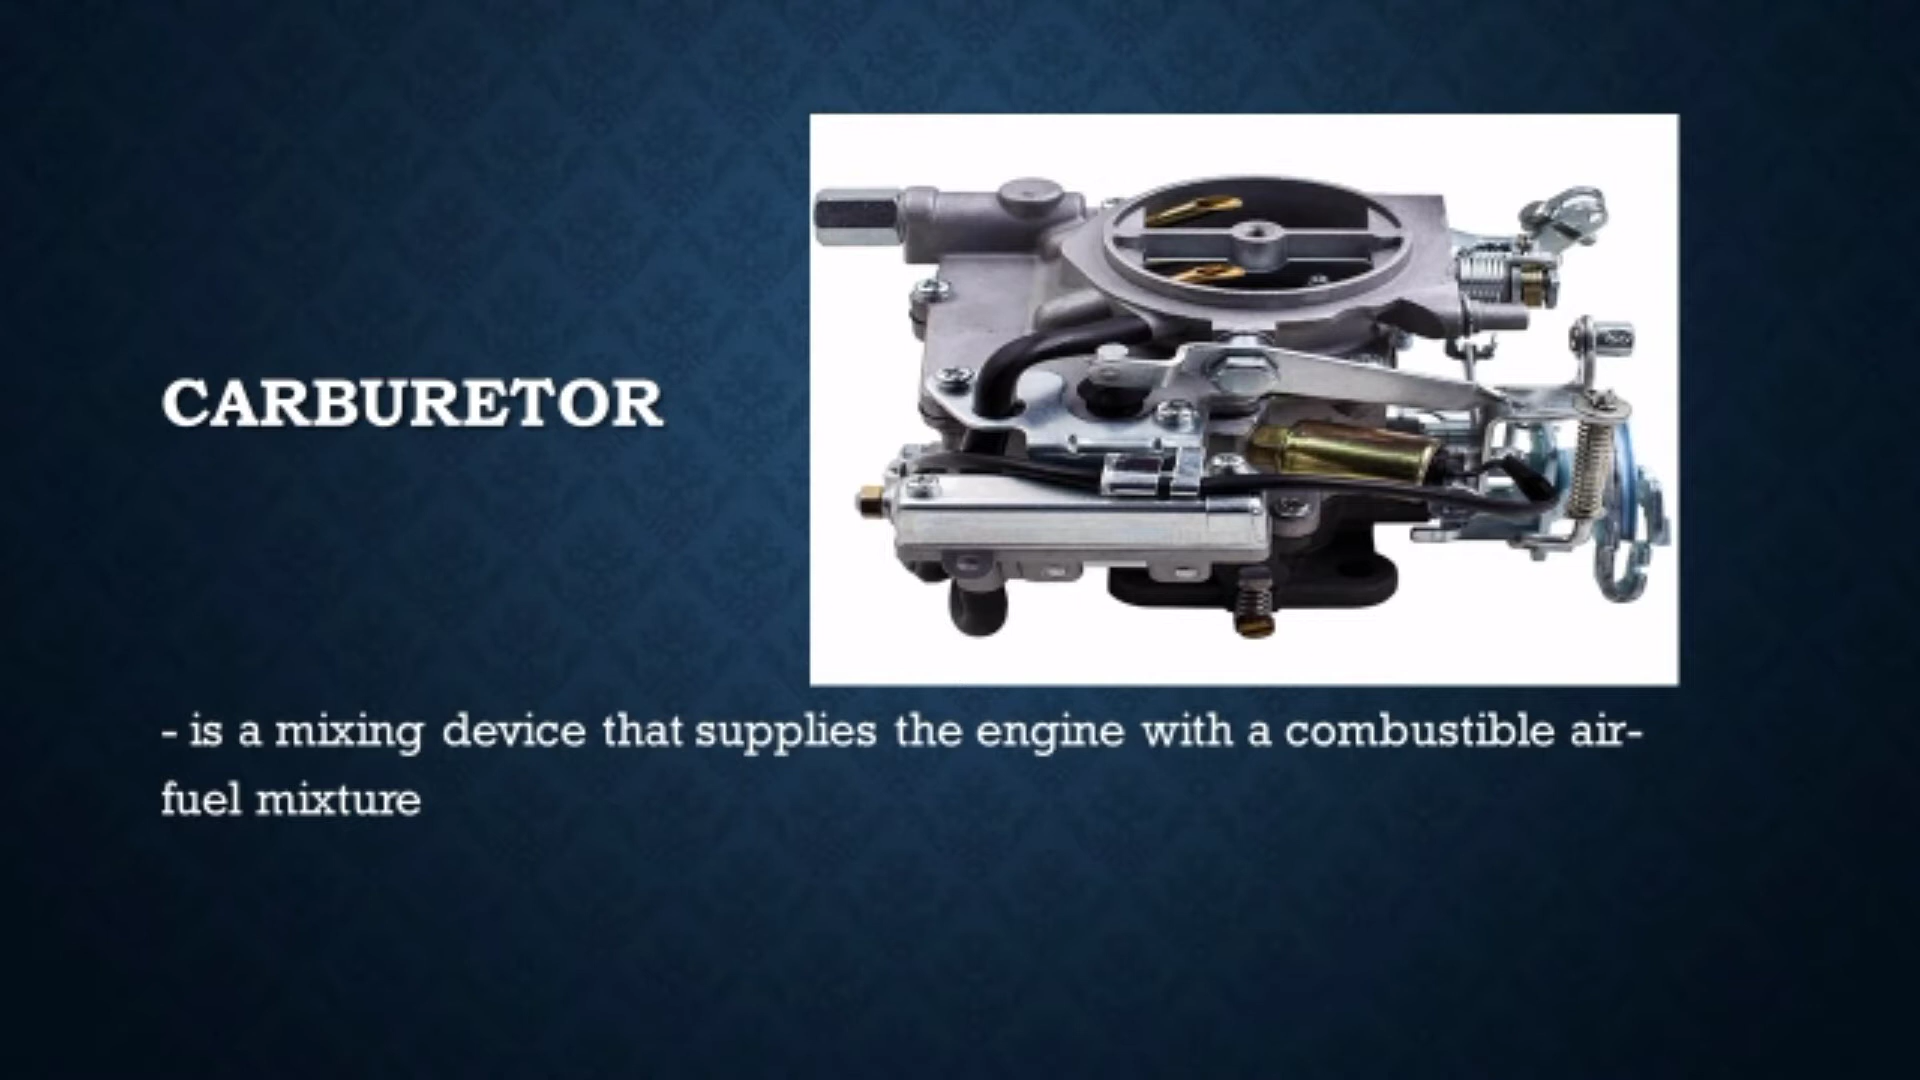 CARBURETOR
- is a mixing device that supplies the engine with a combustible air-
fuel mixture